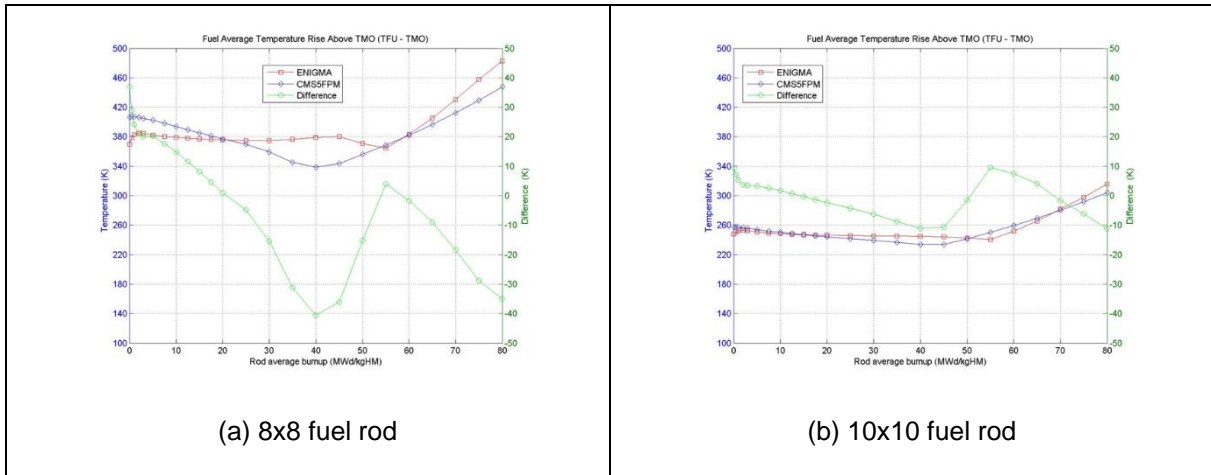 Fuel Average Temperature Rise Above TMO (TFU - TMO)
500
460
420
380
340
300
260
220
180
140
100
Temperature (K)
50
40
30
20
10
0
-10
-20
-30
-40
-50
Difference (K)
ENIGMA
CMS5FPM
Difference
0 10 20 30 40 50 60 70 80
Rod average burnup (MWd/kgHM)
(a) 8x8 fuel rod
Fuel Average Temperature Rise Above TMO (TFU - TMO)
500
460
420
380
340
300
260
220
180
140
100
Temperature (K)
50
40
30
20
10
0
-10
-20
-30
-40
-50
Difference (K)
ENIGMA
CMS5FPM
Difference
0 10 20 30 40 50 60 70 80
Rod average burnup (MWd/kgHM)
(b) 10x10 fuel rod